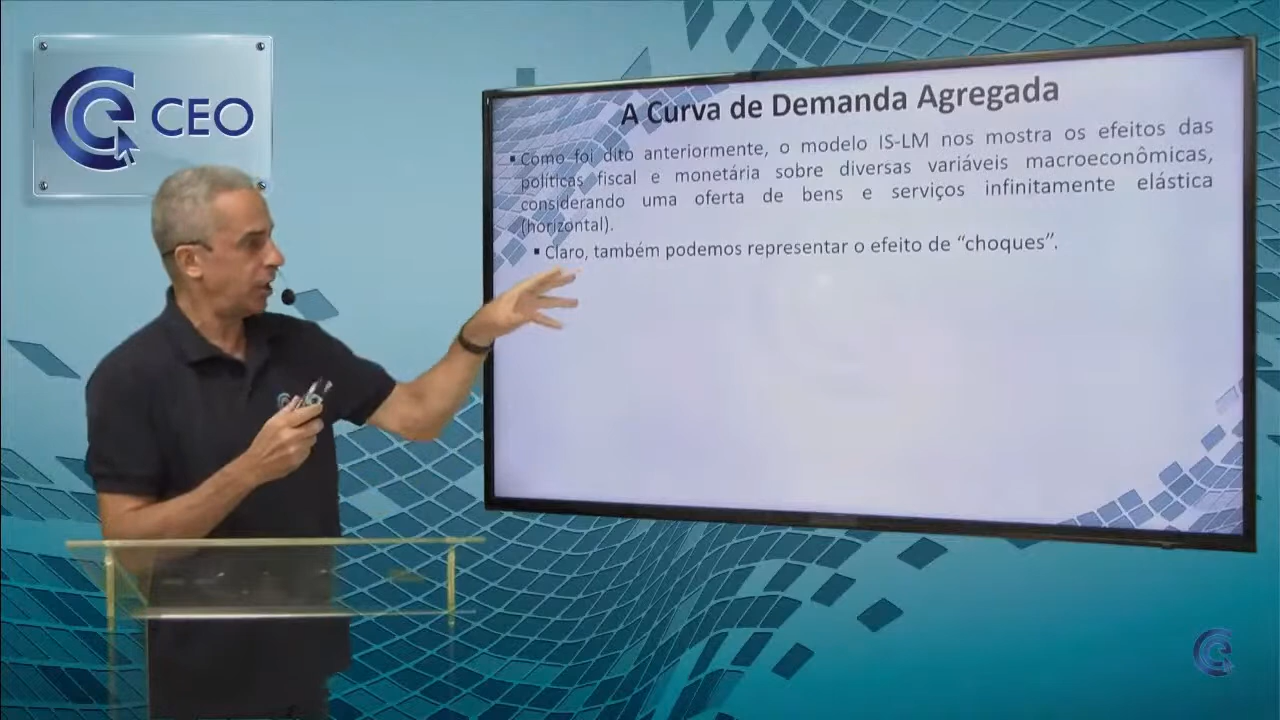 CEO
A Curva de Demanda Agregada
▪ Como foi dito anteriormente, o modelo IS-LM nos mostra os efeitos das
políticas fiscal e monetária sobre diversas variáveis macroeconômicas,
considerando uma oferta de bens e serviços infinitamente elástica
(horizontal).
▪ Claro, também podemos representar o efeito de “choques”.